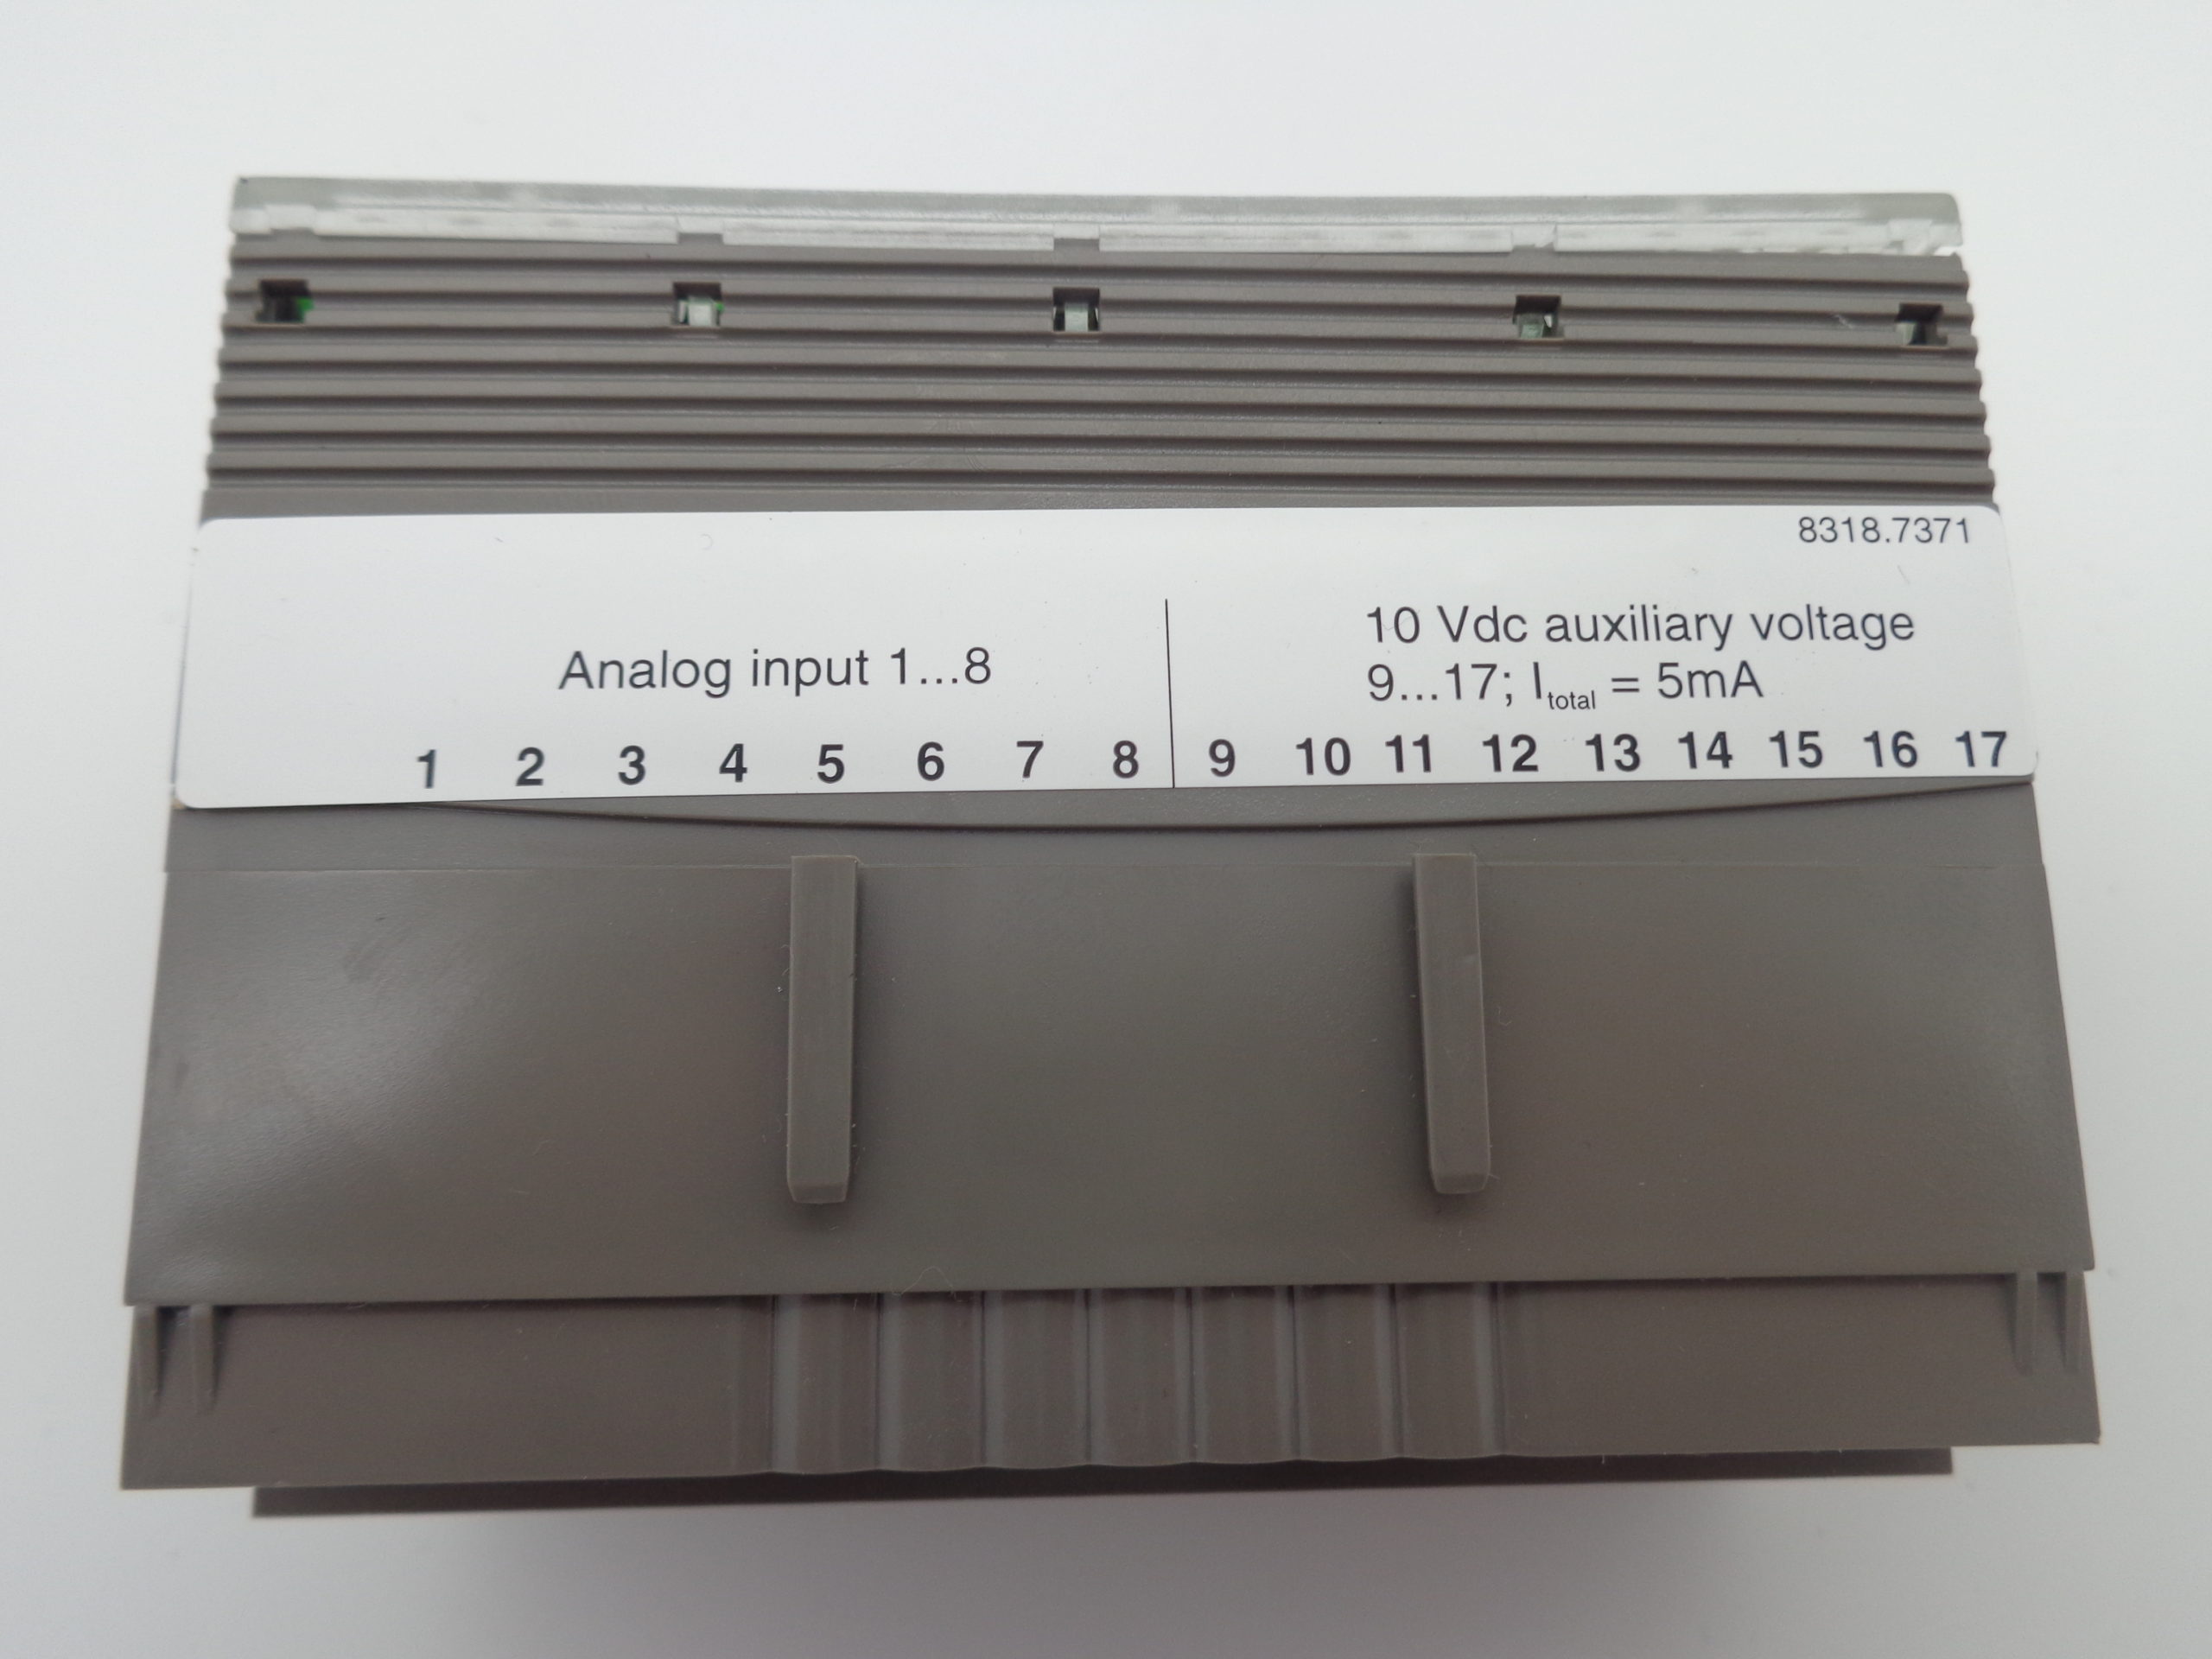 8318.7371
Analog input 1...8
10 Vdc auxiliary voltage
9...17; Itotal = 5mA
1 2 3 4 5 6 7 8 9 10 11 12 13 14 15 16 17